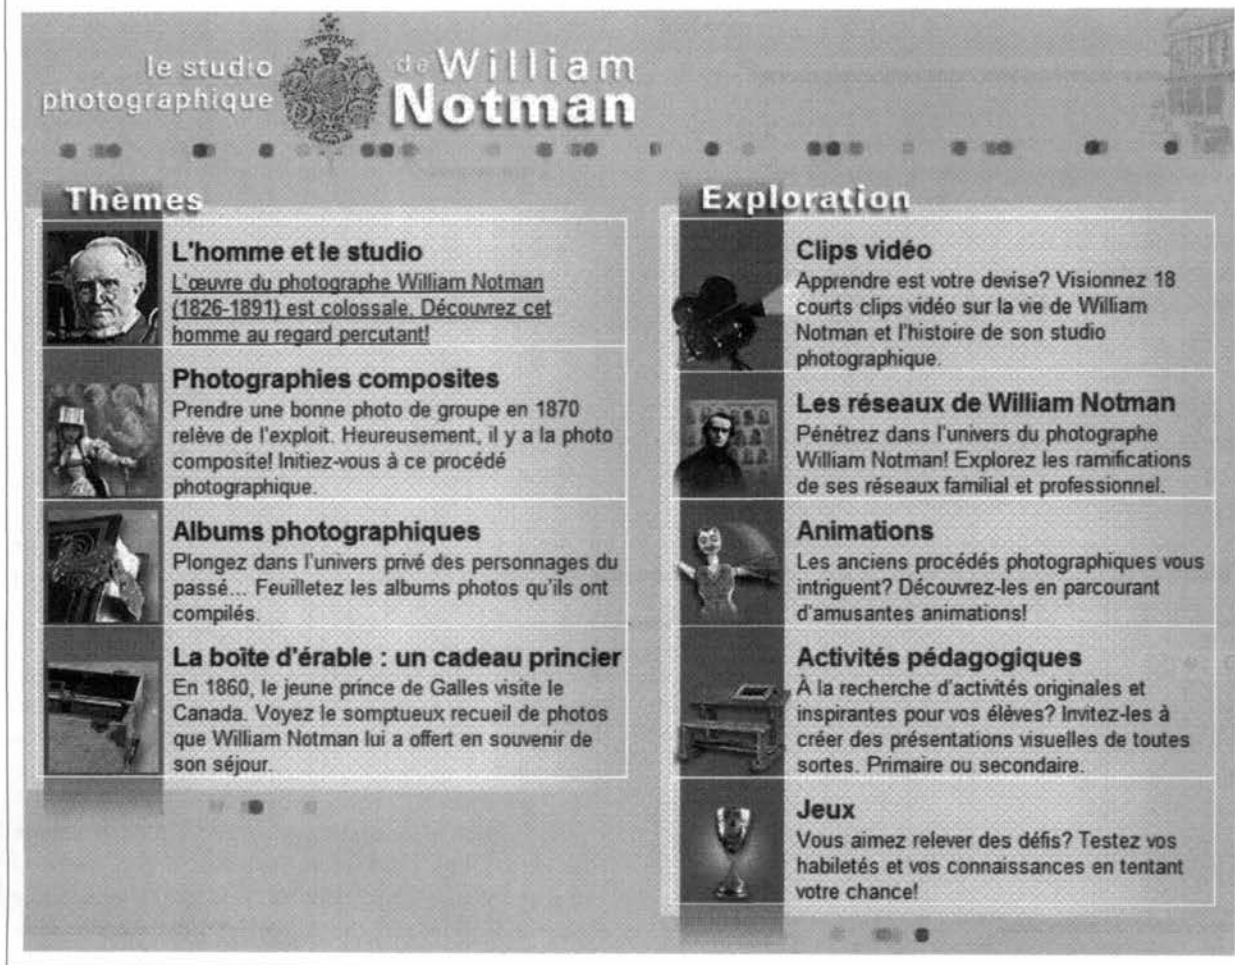 le studio
photographique
de William
Notman
Thèmes
L'homme et le studio
L'œuvre du photographe William Notman
(1826-1891) est colossale. Découvrez cet
homme au regard percutant!
Photographies composites
Prendre une bonne photo de groupe en 1870
relève de l'exploit. Heureusement, il y a la photo
composite! Initiez-vous à ce procédé
photographique.
Albums photographiques
Plongez dans l'univers privé des personnages du
passé... Feuilletez les albums photos qu'ils ont
compilés.
La boîte d'érable : un cadeau princier
En 1860, le jeune prince de Galles visite le
Canada. Voyez le somptueux recueil de photos
que William Notman lui a offert en souvenir de
son séjour.
Exploration
Clips vidéo
Apprendre est votre devise? Visionnez 18
courts clips vidéo sur la vie de William
Notman et l'histoire de son studio
photographique.
Les réseaux de William Notman
Pénétrez dans l'univers du photographe
William Notman! Explorez les ramifications
de ses réseaux familial et professionnel.
Animations
Les anciens procédés photographiques vous
intriguent? Découvrez-les en parcourant
d'amusantes animations!
Activités pédagogiques
À la recherche d'activités originales et
inspirantes pour vos élèves? Invitez-les à
créer des présentations visuelles de toutes
sortes. Primaire ou secondaire.
Jeux
Vous aimez relever des défis? Testez vos
habiletés et vos connaissances en tentant
votre chance!